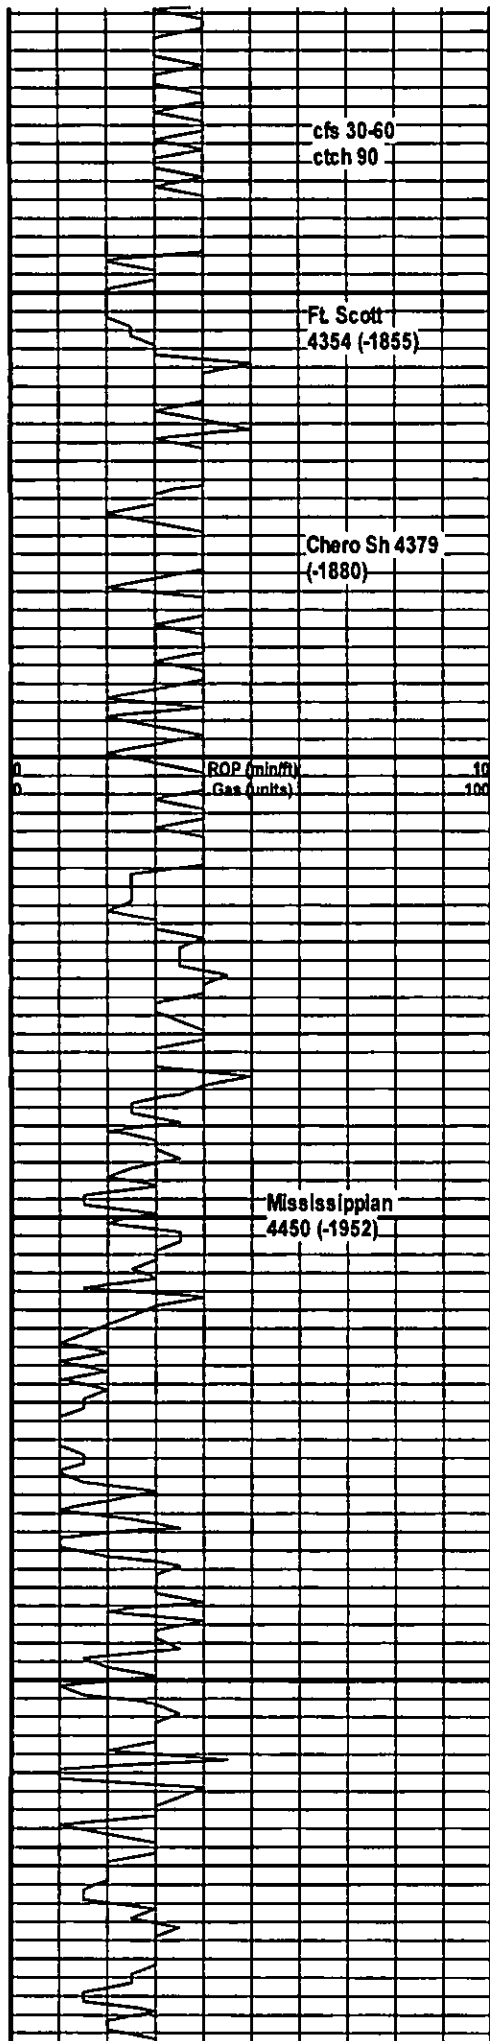 cfs 30-60
ctch 90
Ft. Scott
4354 (-1855)
Chero Sh 4379
(-1880)
0 ROP (min/ft) 10
0 Gas (units) 100
Mississippian
4450 (-1952)